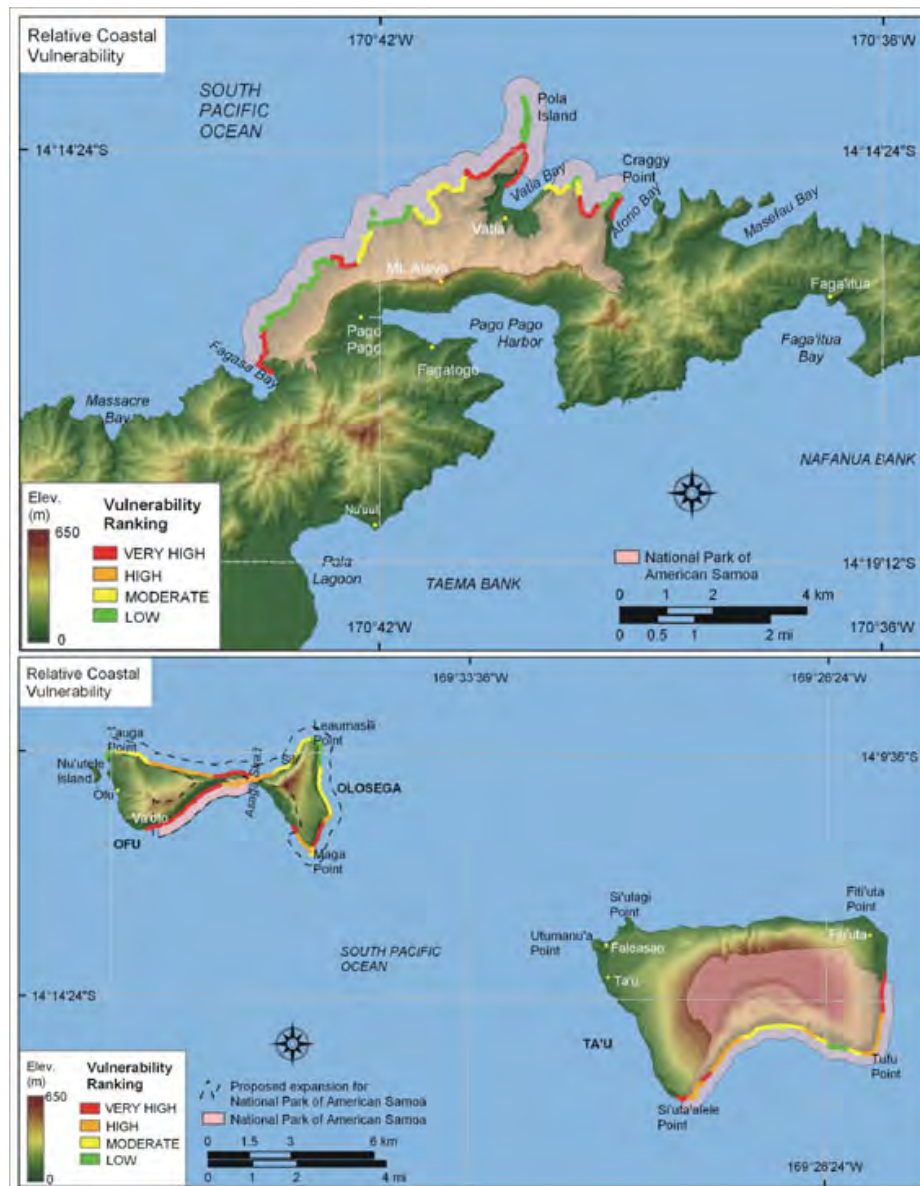 Relative Coastal
Vulnerability
170°42'W
170°36'W
SOUTH
PACIFIC
OCEAN
Pola
Island
14°14'24"S
14°14'24"S
Craggy
Point
Vatia Bay
Afono Bay
Masefau Bay
Vatia
Mt. Alava
Faga'itua
Pago
Pago
Pago Pago
Harbor
Faga'itua
Bay
Fagasa Bay
Fagatogo
Massacre
Bay
NAFANUA BANK
Elev.
(m)
650
0
Vulnerability
Ranking
VERY HIGH
HIGH
MODERATE
LOW
Nu'uuli
Pala
Lagoon
TAEMA BANK
National Park of
American Samoa
14°19'12"S
0 1 2 4 km
0 0.5 1 2 mi
170°42'W
170°36'W
Relative Coastal
Vulnerability
169°33'36"W
169°26'24"W
Leaumasili
Point
Point
14°9'36"S
Nu'utele
Island
Ofu
OLOSEGA
Va'oto
OFU
Maga
Point
Si'ulagi
Point
Fiti'uta
Point
Utumanu'a
Point
Faleasao
Fiti'uta
SOUTH PACIFIC
OCEAN
Ta'u
14°14'24"S
TA'U
Tufu
Point
Si'ufa'alele
Point
Elev.
(m)
650
0
Vulnerability
Ranking
VERY HIGH
HIGH
MODERATE
LOW
Proposed expansion for
National Park of American Samoa
National Park of American Samoa
0 1.5 3 6 km
0 1 2 4 mi
169°26'24"W